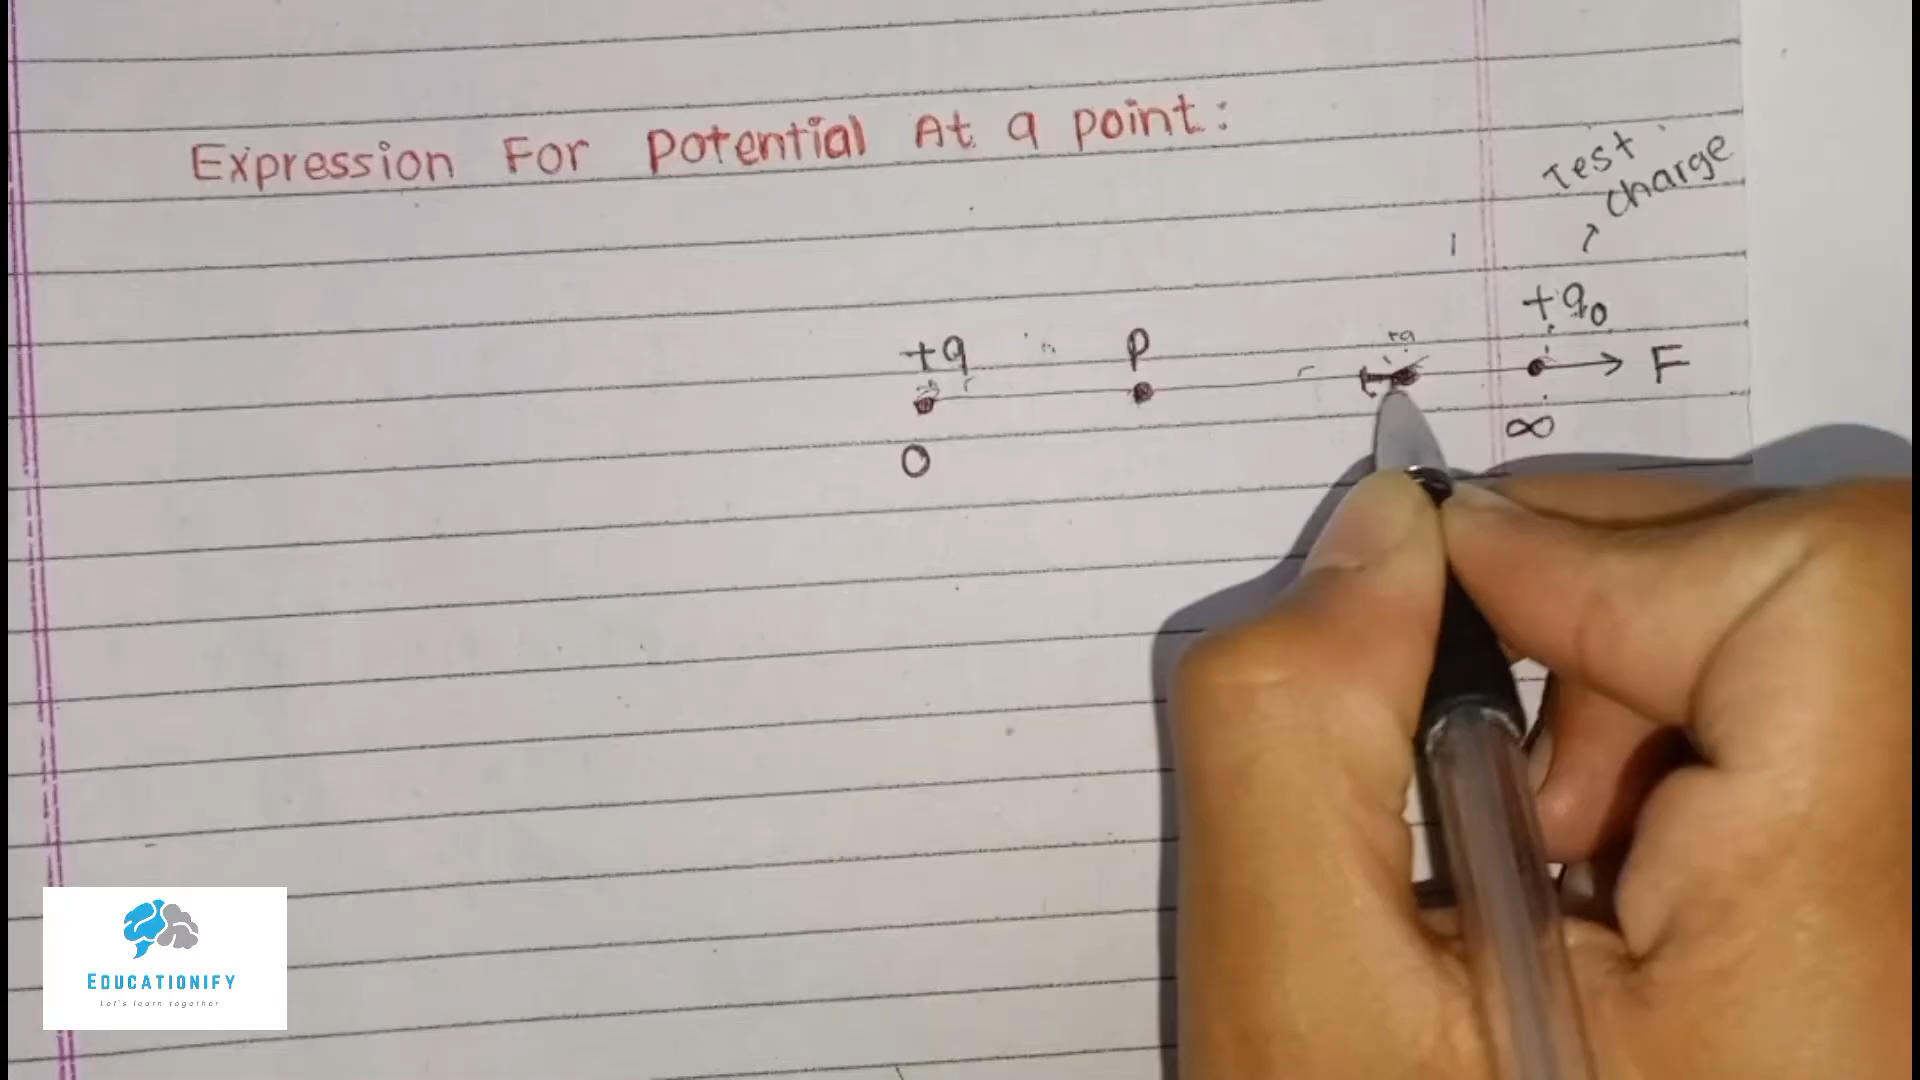 Expression For Potential At a point:
Test
charge
+q0
+q P +q F
∞
O
EDUCATIONIFY
Let's learn together